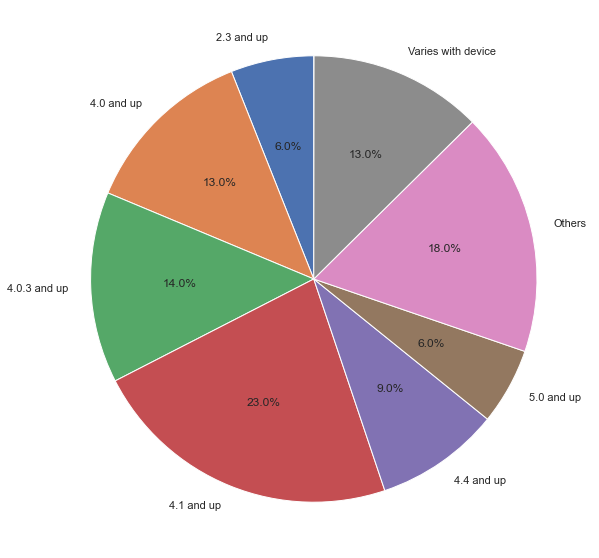 2.3 and up
Varies with device
4.0 and up
6.0%
13.0%
13.0%
Others
18.0%
4.0.3 and up
14.0%
6.0%
9.0%
5.0 and up
23.0%
4.4 and up
4.1 and up